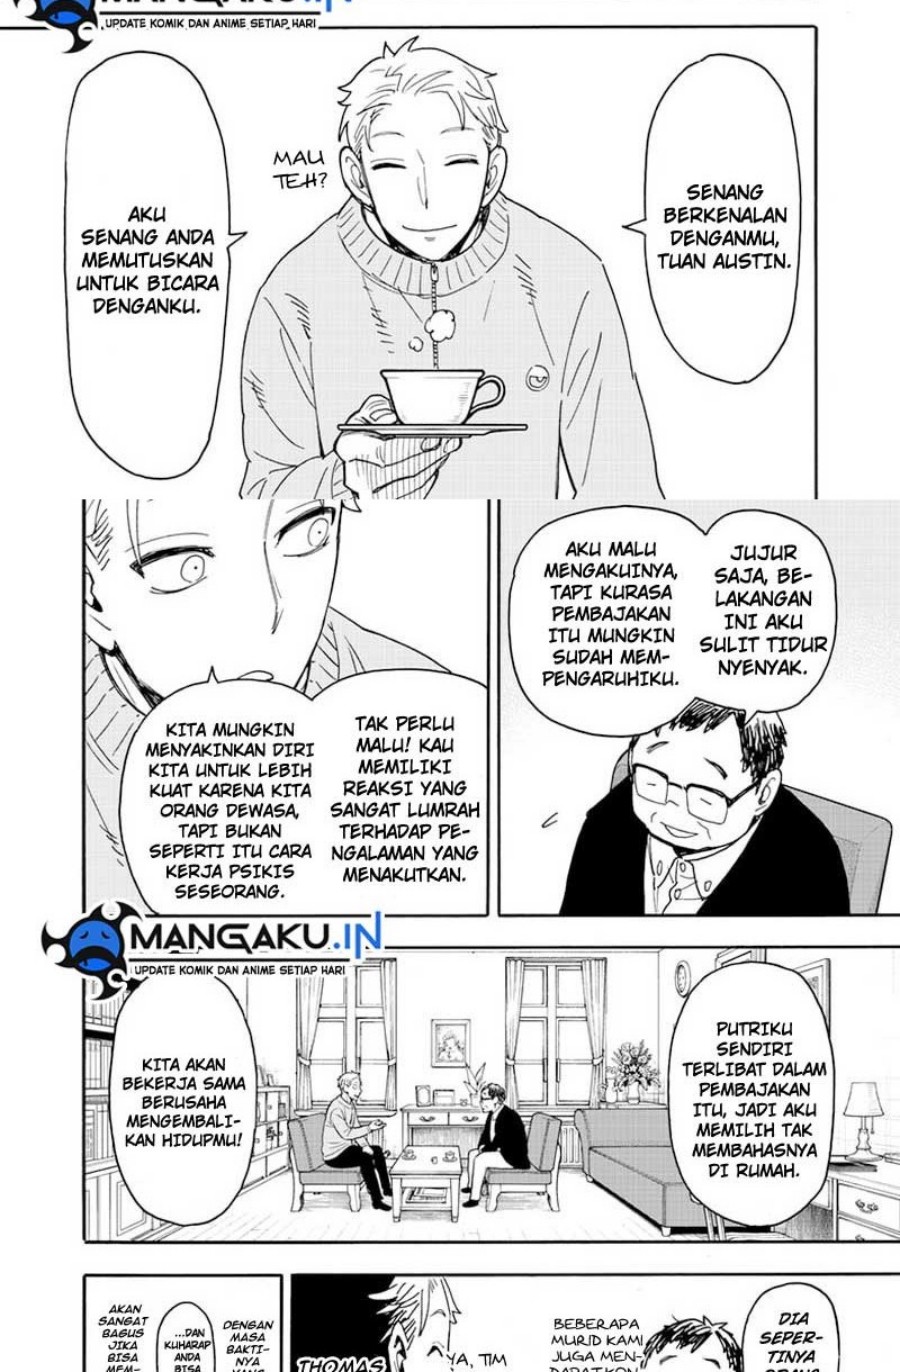 MANGAKU.IN
UPDATE KOMIK DAN ANIME SETIAP HARI
SENANG
BERKENALAN
DENGANMU,
TUAN AUSTIN.
MAU
TEH?
AKU
SENANG ANDA
MEMUTUSKAN
UNTUK BICARA
DENGANKU.
JUJUR
SAJA, BE-
LAKANGAN
INI AKU
SULIT TIDUR
NYENYAK.
AKU MALU
MENGAKUINYA,
TAPI KURASA
PEMBAJAKAN
ITU MUNGKIN
SUDAH MEM-
PENGARUHIKU.
TAK PERLU
MALU! KAU
MEMILIKI
REAKSI YANG
SANGAT LUMRAH
TERHADAP PE-
NGALAMAN YANG
MENAKUTKAN.
KITA MUNGKIN
MENYAKINKAN DIRI
KITA UNTUK LEBIH
KUAT KARENA KITA
ORANG DEWASA,
TAPI BUKAN
SEPERTI ITU CARA
KERJA PSIKIS
SESEORANG.
MANGAKU.IN
UPDATE KOMIK DAN ANIME SETIAP HARI
PUTRIKU
SENDIRI
TERLIBAT DALAM
PEMBAJAKAN
ITU, JADI AKU
MEMILIH TAK
MEMBAHASNYA
DI RUMAH.
KITA AKAN
BEKERJA SAMA
BERUSAHA
MENGEMBALI-
KAN HIDUPMU!
DIA
SEPER-
TINYA
BEBERAPA
MURID KAMI
JUGA MEN-
TIM
THOMAS
DENGAN
MASA
BAKTI-
NYA
...DAN
KUHARAP
ANDA
BISA
AKAN
SANGAT
BAGUS
JIKA
BISA
MEM-